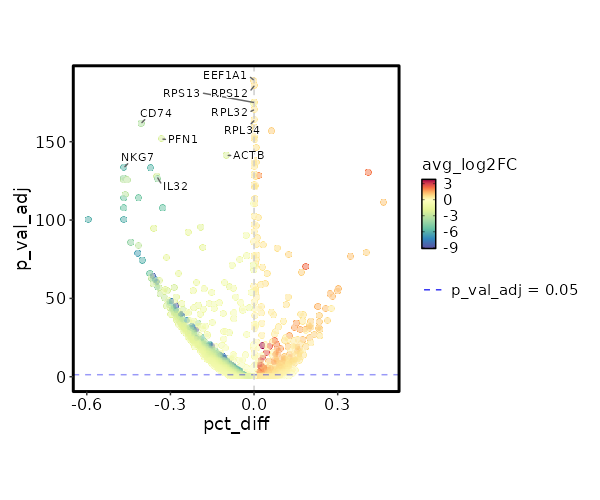 EEF1A1
RPS13
RPS12
CD74
RPL32
RPL34
PFN1
ACTB
NKG7
IL32
150
100
50
0
p_val_adj
-0.6
-0.3
0.0
0.3
pct_diff
avg_log2FC
3
0
-3
-6
-9
p_val_adj = 0.05